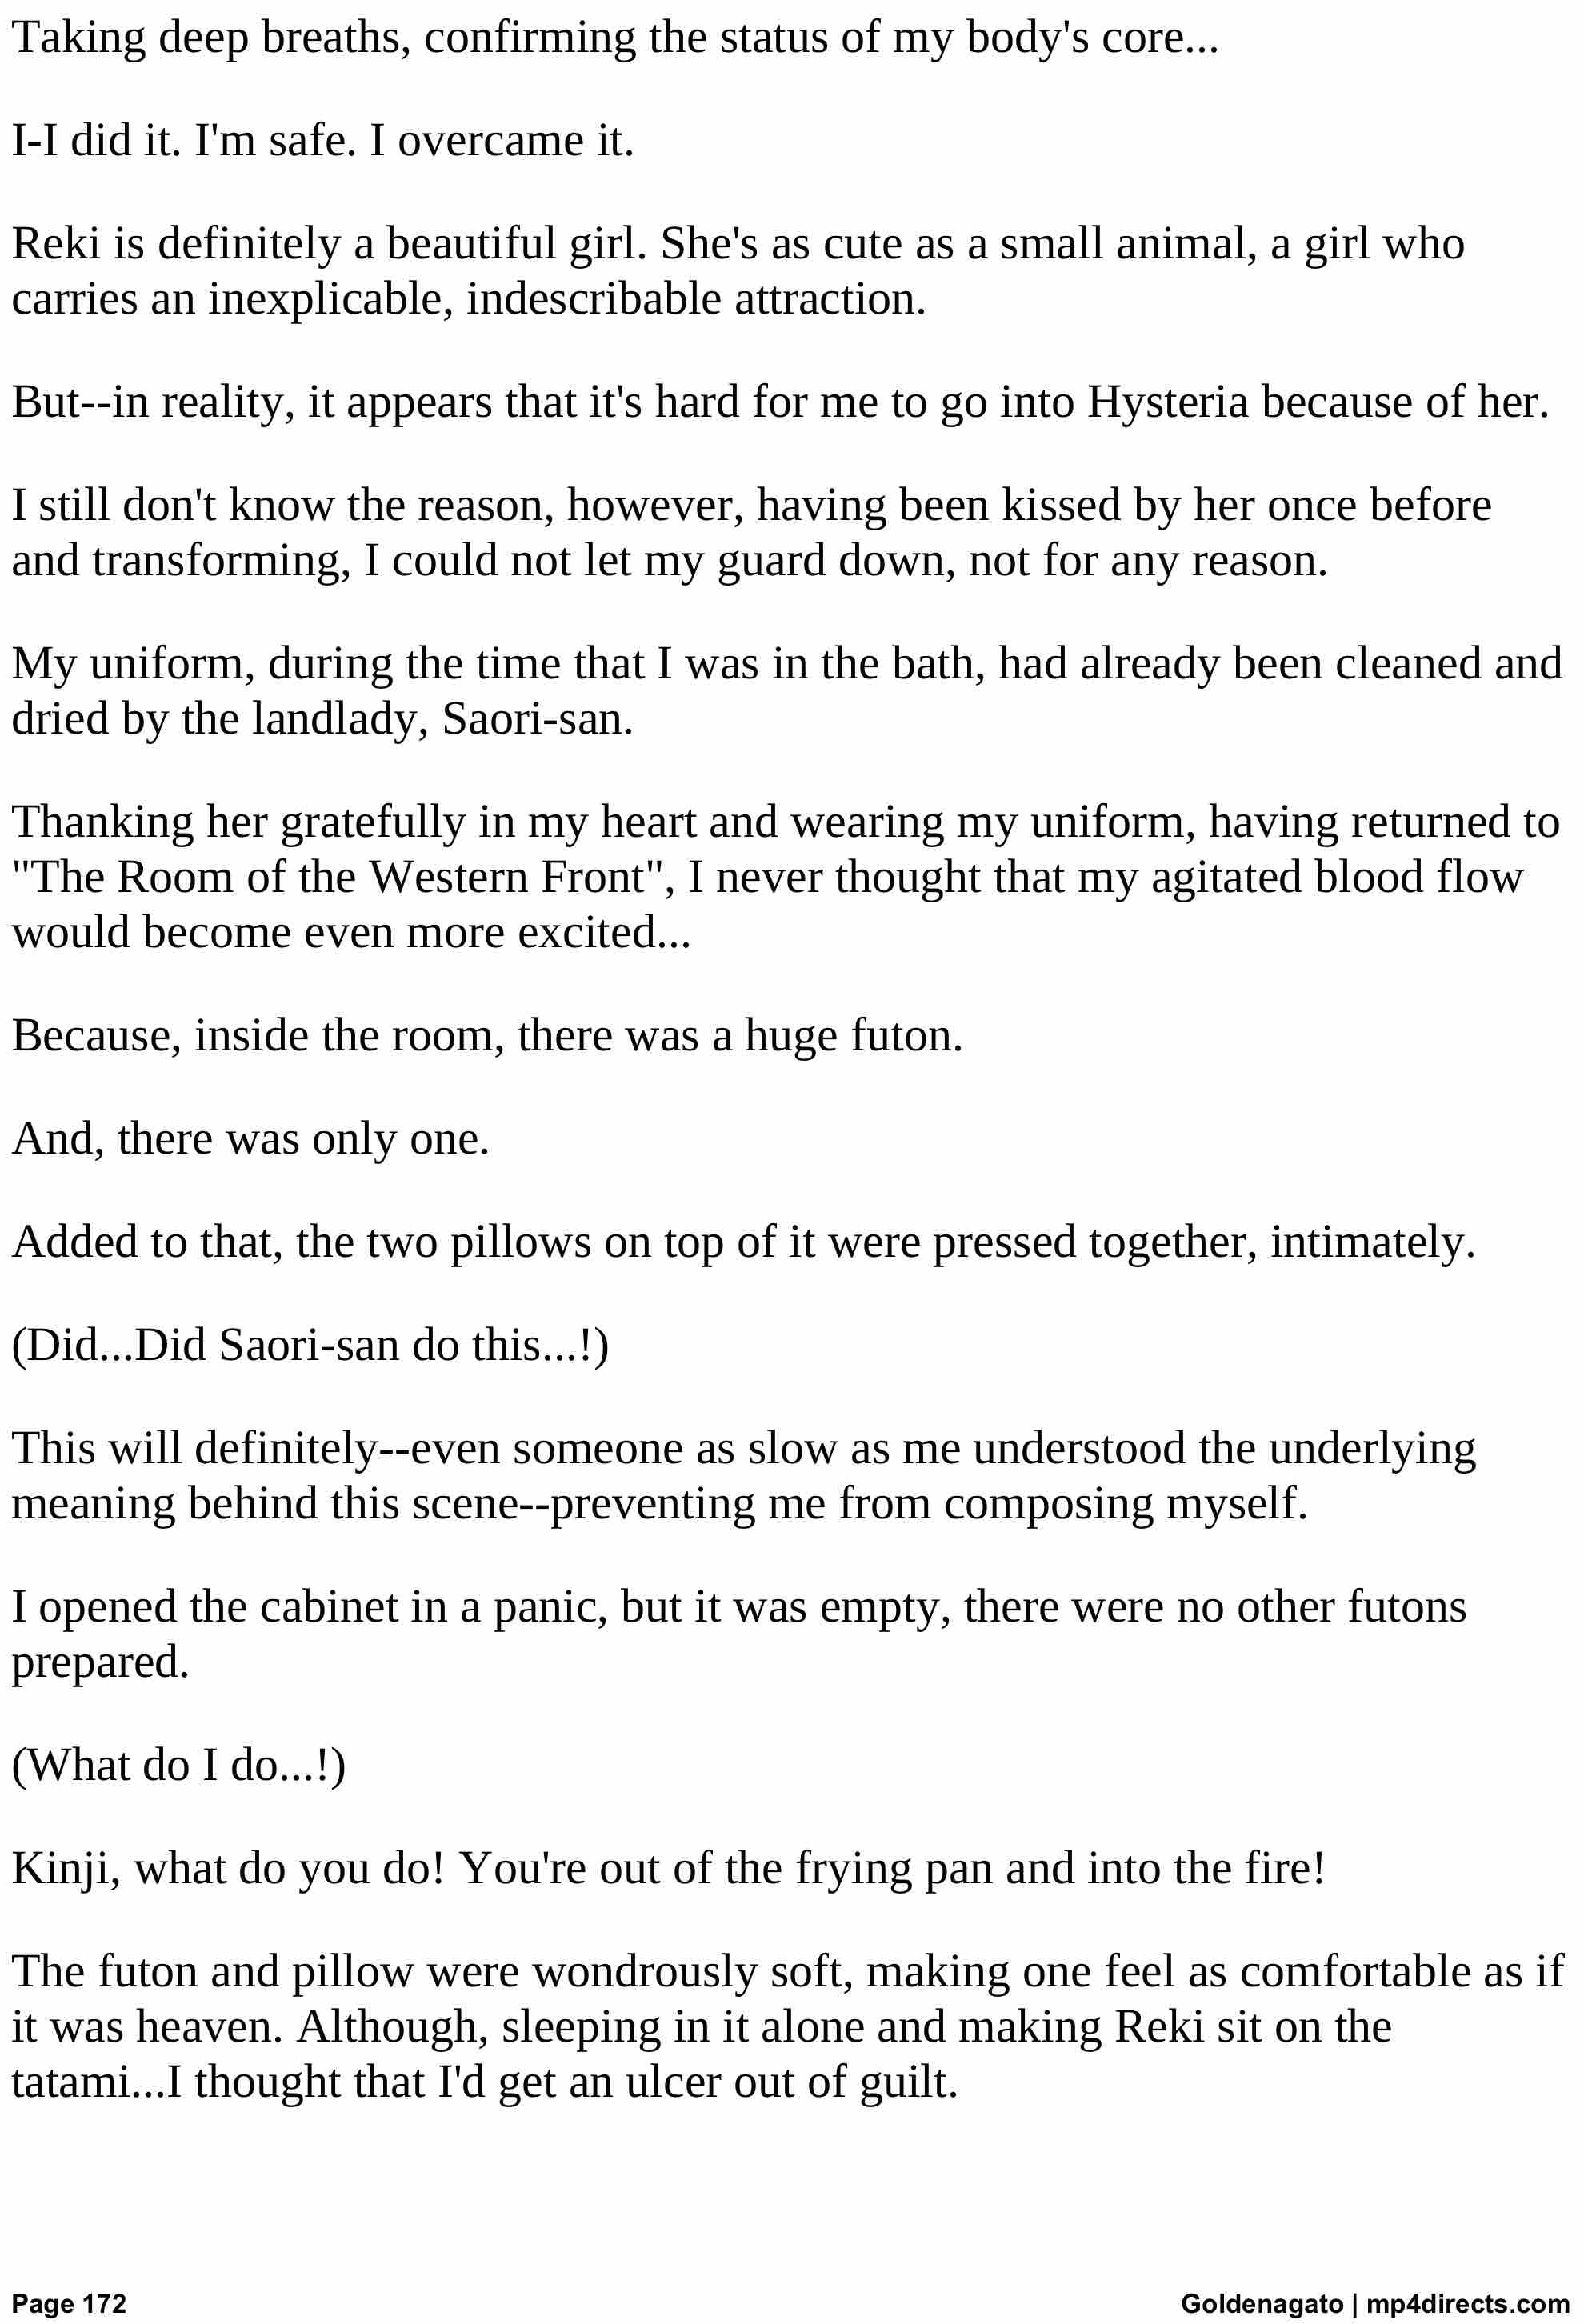 Taking deep breaths, confirming the status of my body's core...
I-I did it. I'm safe. I overcame it.
Reki is definitely a beautiful girl. She's as cute as a small animal, a girl who
carries an inexplicable, indescribable attraction.
But--in reality, it appears that it's hard for me to go into Hysteria because of her.
I still don't know the reason, however, having been kissed by her once before
and transforming, I could not let my guard down, not for any reason.
My uniform, during the time that I was in the bath, had already been cleaned and
dried by the landlady, Saori-san.
Thanking her gratefully in my heart and wearing my uniform, having returned to
"The Room of the Western Front", I never thought that my agitated blood flow
would become even more excited...
Because, inside the room, there was a huge futon.
And, there was only one.
Added to that, the two pillows on top of it were pressed together, intimately.
(Did...Did Saori-san do this...!)
This will definitely--even someone as slow as me understood the underlying
meaning behind this scene--preventing me from composing myself.
I opened the cabinet in a panic, but it was empty, there were no other futons
prepared.
(What do I do...!)
Kinji, what do you do! You're out of the frying pan and into the fire!
The futon and pillow were wondrously soft, making one feel as comfortable as if
it was heaven. Although, sleeping in it alone and making Reki sit on the
tatami...I thought that I'd get an ulcer out of guilt.
Page 172
Goldenagato | mp4directs.com